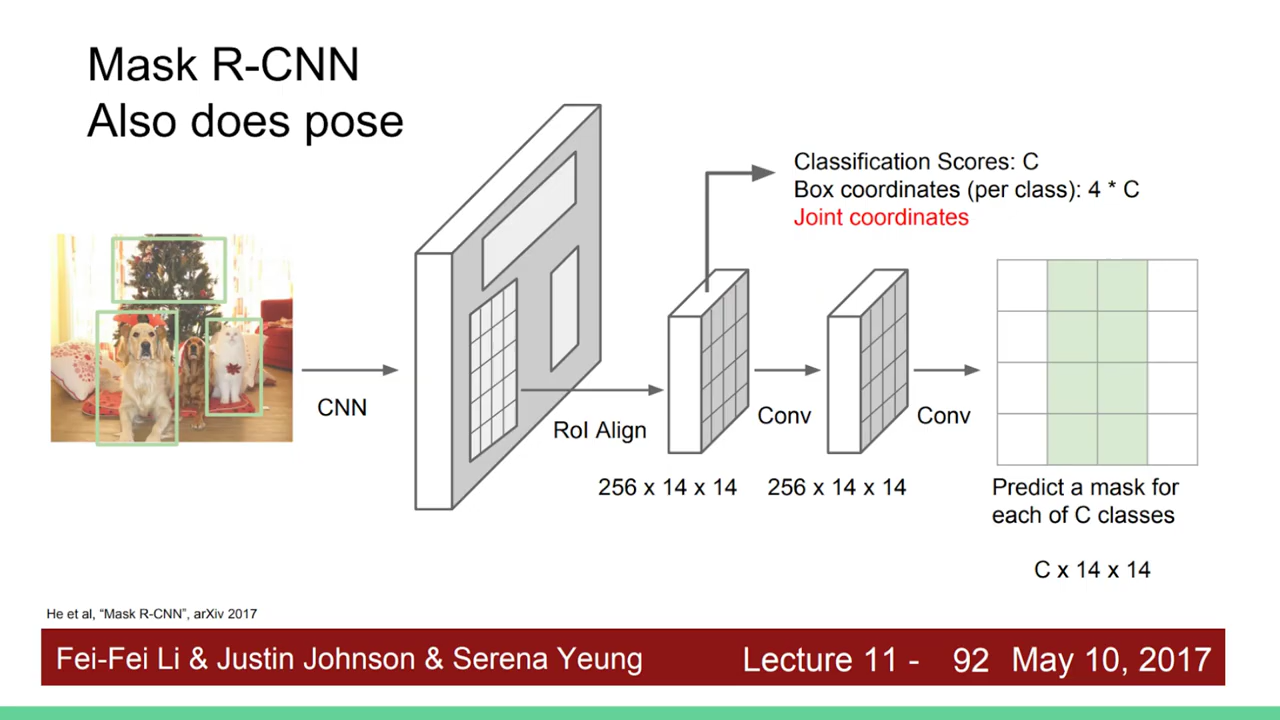 Mask R-CNN
Also does pose
Classification Scores: C
Box coordinates (per class): 4 * C
Joint coordinates
CNN
RoI Align
Conv
Conv
256 x 14 x 14
256 x 14 x 14
Predict a mask for
each of C classes
C x 14 x 14
He et al, “Mask R-CNN”, arXiv 2017
Fei-Fei Li & Justin Johnson & Serena Yeung
Lecture 11 - 92 May 10, 2017